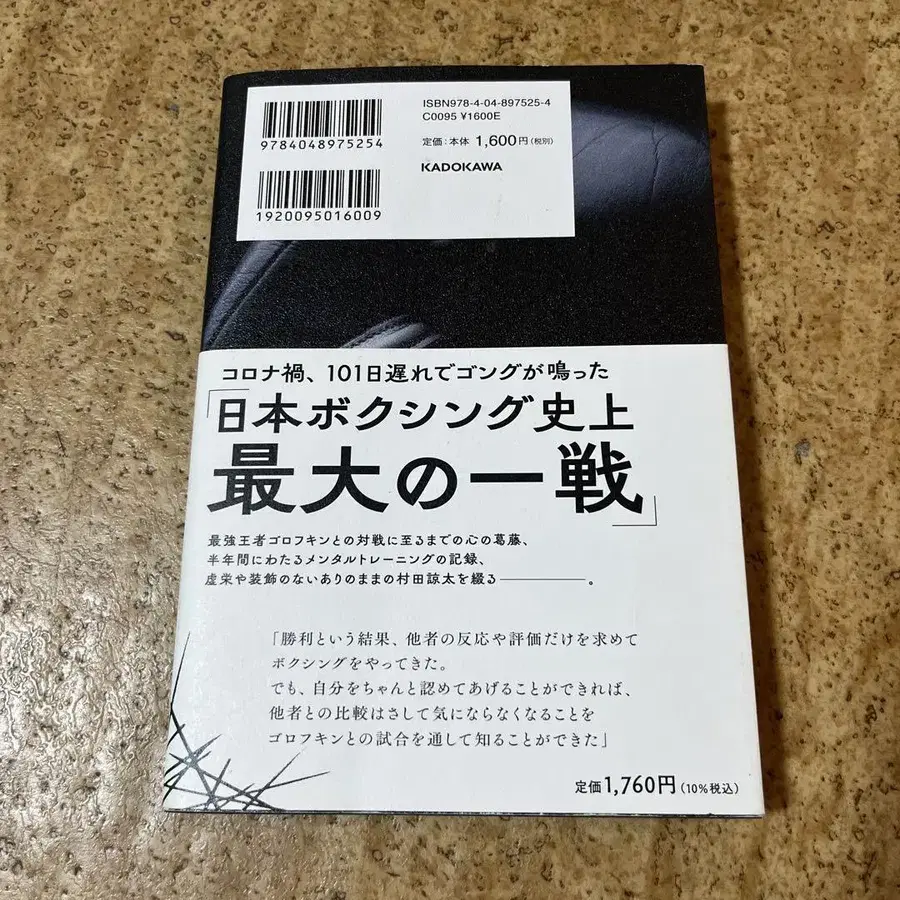 ISBN978-4-04-897525-4
C0095 ¥1600E
定価：本体 1,600円（税別）
KADOKAWA
9784048975254
1920095016009
コロナ禍、101日遅れでゴングが鳴った
「日本ボクシング史上
最大の一戦」
最強王者ゴロフキンとの対戦に至るまでの心の葛藤、
半年間にわたるメンタルトレーニングの記録、
虚栄や装飾のないありのままの村田諒太を綴る――――。
「勝利という結果、他者の反応や評価だけを求めて
ボクシングをやってきた。
でも、自分をちゃんと認めてあげることができれば、
他者との比較はさして気にならなくなることを
ゴロフキンとの試合を通して知ることができた」
定価1,760円（10%税込）